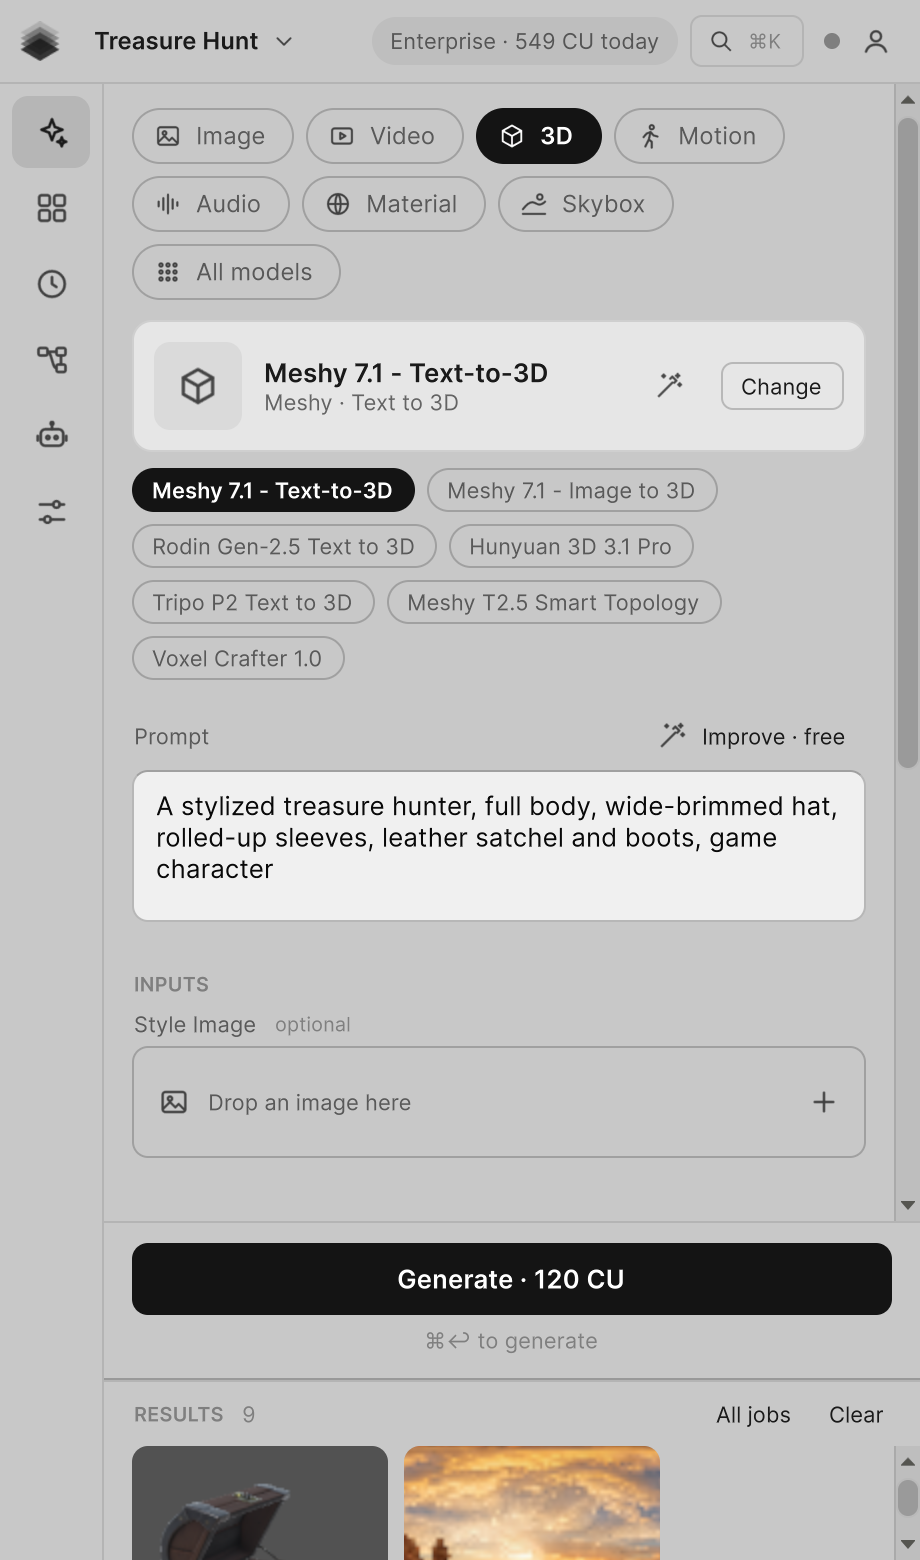 Treasure Hunt
Enterprise · 549 CU today
⌘K
Image
Video
3D
Motion
Audio
Material
Skybox
All models
Meshy 7.1 - Text-to-3D
Meshy · Text to 3D
Change
Meshy 7.1 - Text-to-3D
Meshy 7.1 - Image to 3D
Rodin Gen-2.5 Text to 3D
Hunyuan 3D 3.1 Pro
Tripo P2 Text to 3D
Meshy T2.5 Smart Topology
Voxel Crafter 1.0
Prompt
Improve · free
A stylized treasure hunter, full body, wide-brimmed hat,
rolled-up sleeves, leather satchel and boots, game
character
INPUTS
Style Image optional
Drop an image here
Generate · 120 CU
⌘↩ to generate
RESULTS 9
All jobs
Clear